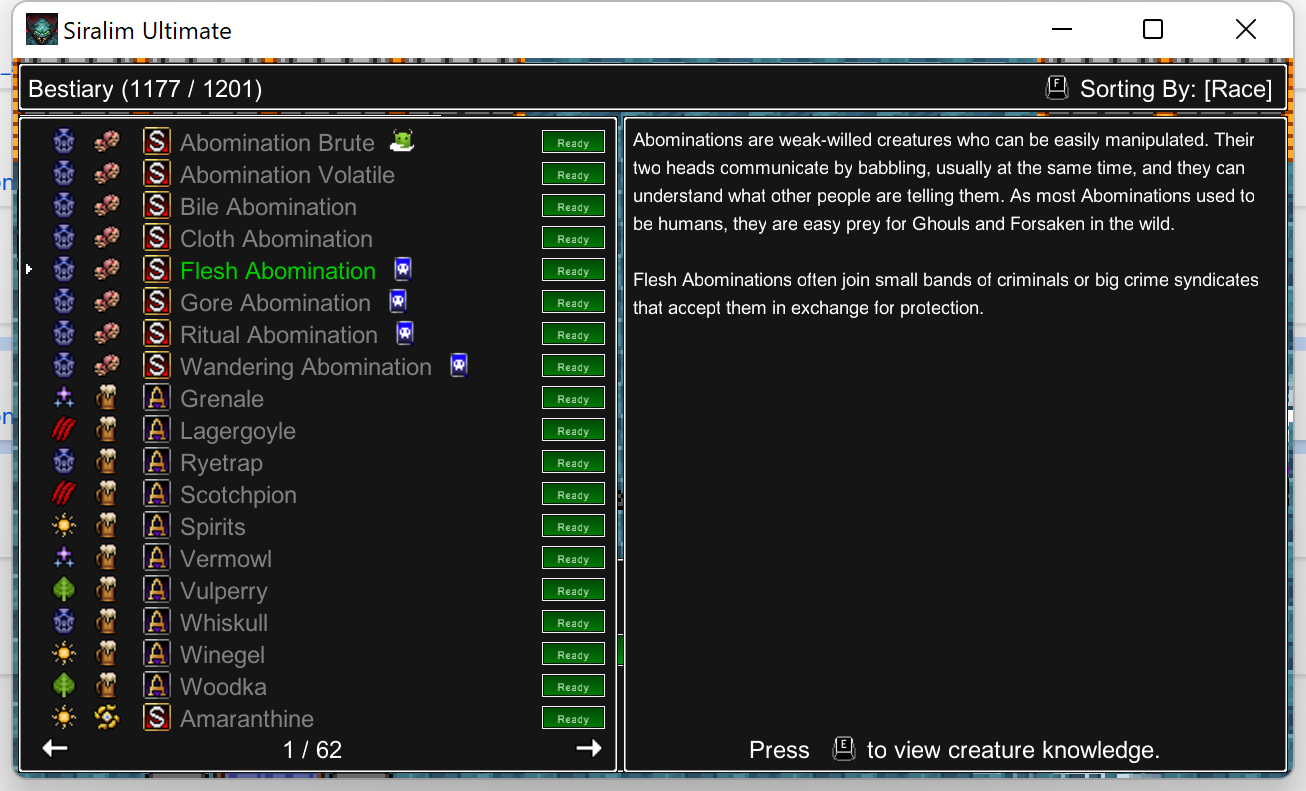 Siralim Ultimate
Bestiary (1177 / 1201)
F Sorting By: [Race]
S Abomination Brute Ready
S Abomination Volatile Ready
S Bile Abomination Ready
S Cloth Abomination Ready
S Flesh Abomination Ready
S Gore Abomination Ready
S Ritual Abomination Ready
S Wandering Abomination Ready
A Grenale Ready
A Lagergoyle Ready
A Ryetrap Ready
A Scotchpion Ready
A Spirits Ready
A Vermowl Ready
A Vulperry Ready
A Whiskull Ready
A Winegel Ready
A Woodka Ready
S Amaranthine Ready
1 / 62
Abominations are weak-willed creatures who can be easily manipulated. Their
two heads communicate by babbling, usually at the same time, and they can
understand what other people are telling them. As most Abominations used to
be humans, they are easy prey for Ghouls and Forsaken in the wild.
Flesh Abominations often join small bands of criminals or big crime syndicates
that accept them in exchange for protection.
Press E to view creature knowledge.
on
on